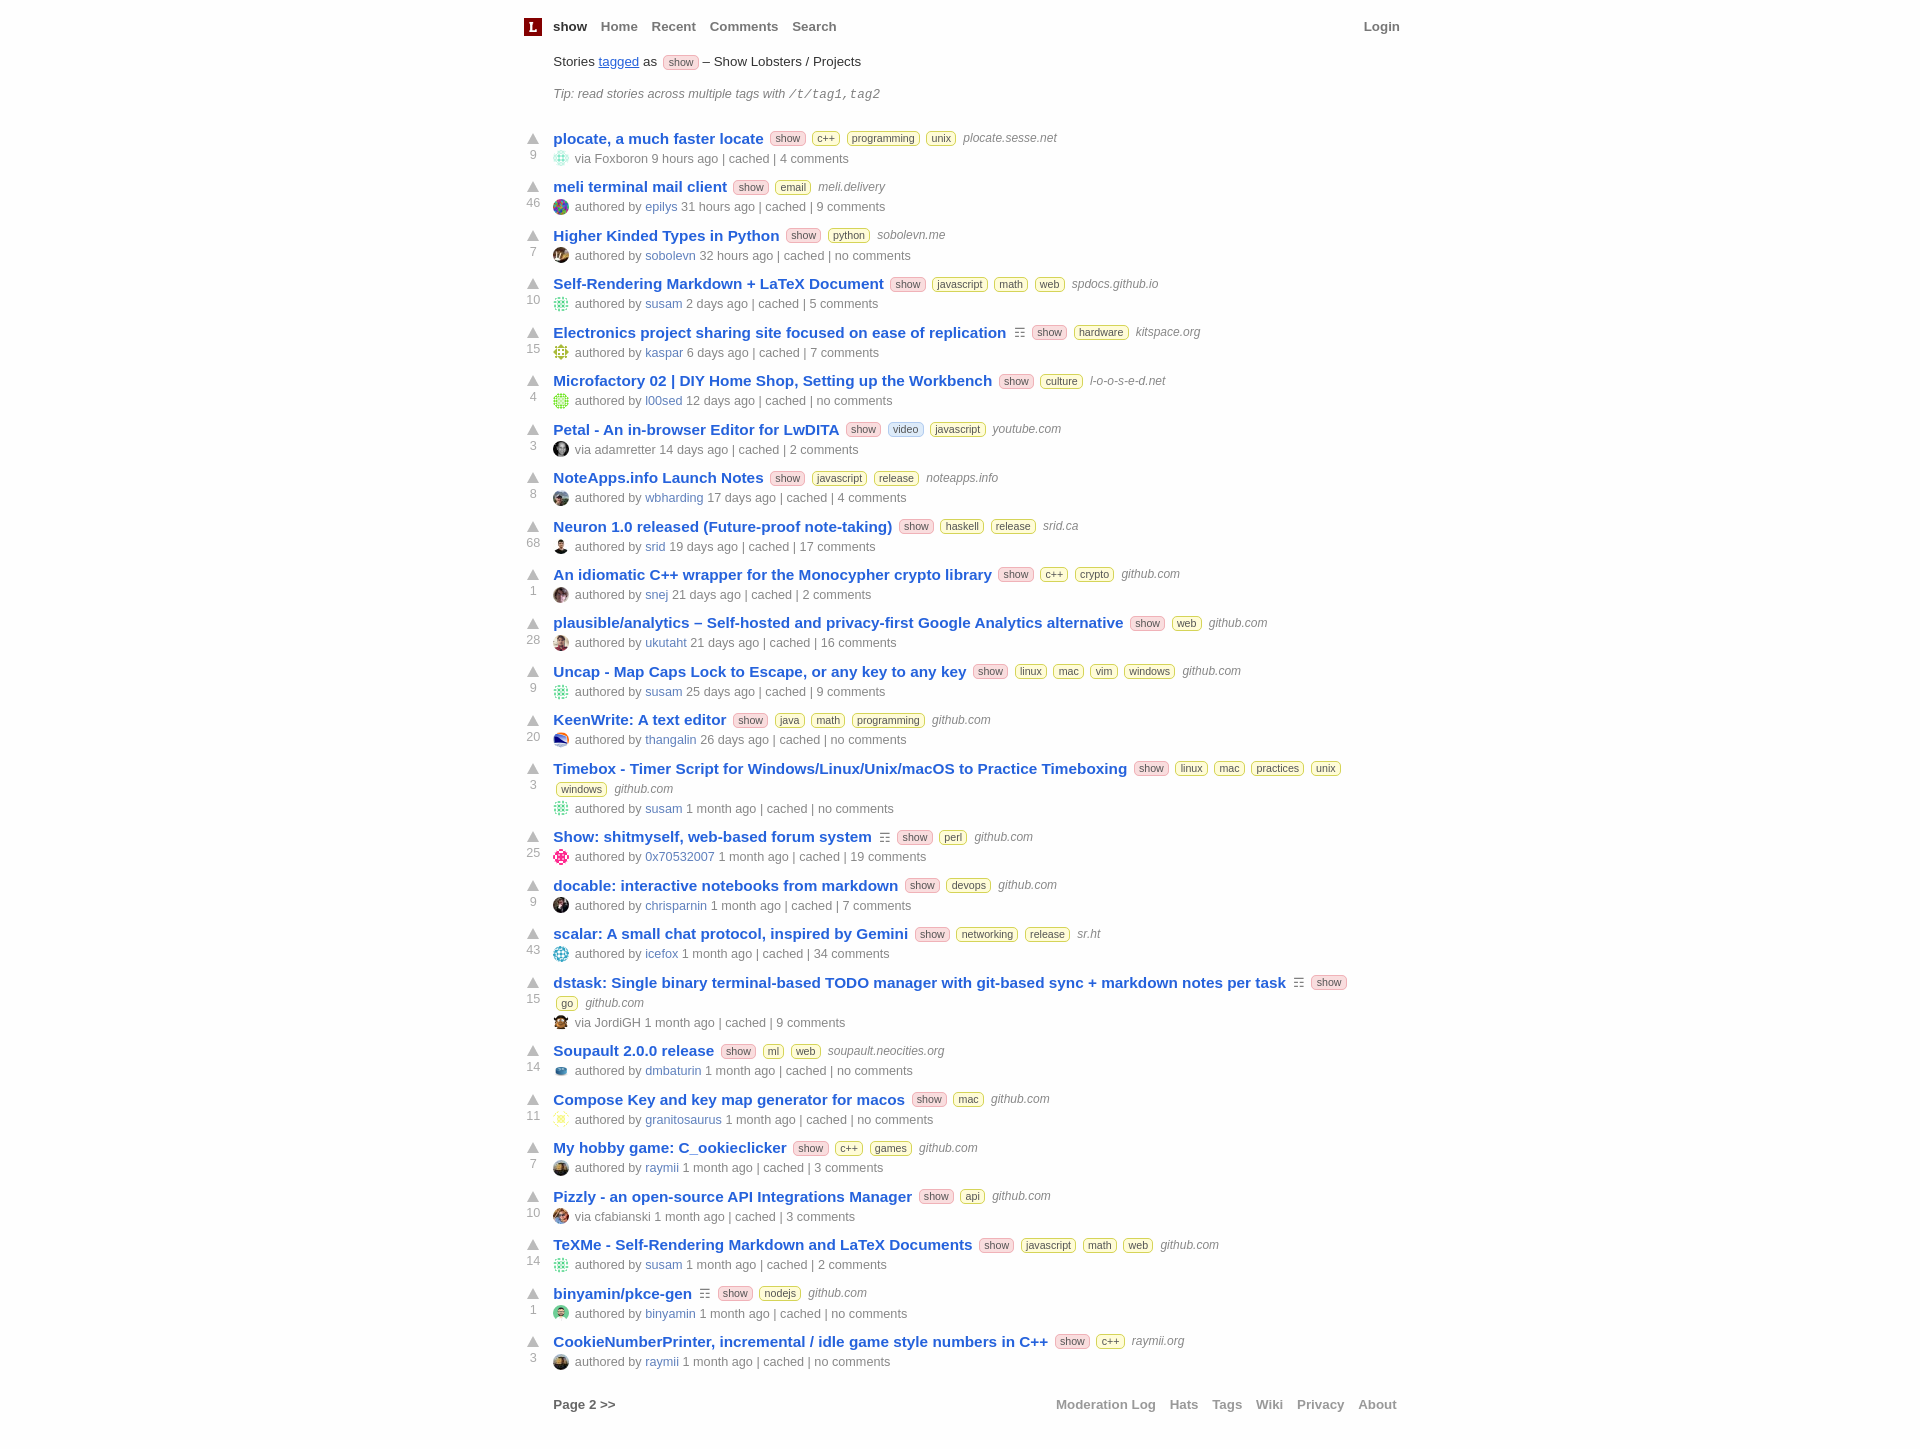 L show Home Recent Comments Search Login
Stories tagged as show – Show Lobsters / Projects
Tip: read stories across multiple tags with /t/tag1,tag2
plocate, a much faster locate show c++ programming unix plocate.sesse.net
9 via Foxboron 9 hours ago | cached | 4 comments
meli terminal mail client show email meli.delivery
46 authored by epilys 31 hours ago | cached | 9 comments
Higher Kinded Types in Python show python sobolevn.me
7 authored by sobolevn 32 hours ago | cached | no comments
Self-Rendering Markdown + LaTeX Document show javascript math web spdocs.github.io
10 authored by susam 2 days ago | cached | 5 comments
Electronics project sharing site focused on ease of replication ☶ show hardware kitspace.org
15 authored by kaspar 6 days ago | cached | 7 comments
Microfactory 02 | DIY Home Shop, Setting up the Workbench show culture l-o-o-s-e-d.net
4 authored by l00sed 12 days ago | cached | no comments
Petal - An in-browser Editor for LwDITA show video javascript youtube.com
3 via adamretter 14 days ago | cached | 2 comments
NoteApps.info Launch Notes show javascript release noteapps.info
8 authored by wbharding 17 days ago | cached | 4 comments
Neuron 1.0 released (Future-proof note-taking) show haskell release srid.ca
68 authored by srid 19 days ago | cached | 17 comments
An idiomatic C++ wrapper for the Monocypher crypto library show c++ crypto github.com
1 authored by snej 21 days ago | cached | 2 comments
plausible/analytics – Self-hosted and privacy-first Google Analytics alternative show web github.com
28 authored by ukutaht 21 days ago | cached | 16 comments
Uncap - Map Caps Lock to Escape, or any key to any key show linux mac vim windows github.com
9 authored by susam 25 days ago | cached | 9 comments
KeenWrite: A text editor show java math programming github.com
20 authored by thangalin 26 days ago | cached | no comments
Timebox - Timer Script for Windows/Linux/Unix/macOS to Practice Timeboxing show linux mac practices unix
3 windows github.com
authored by susam 1 month ago | cached | no comments
Show: shitmyself, web-based forum system ☶ show perl github.com
25 authored by 0x70532007 1 month ago | cached | 19 comments
docable: interactive notebooks from markdown show devops github.com
9 authored by chrisparnin 1 month ago | cached | 7 comments
scalar: A small chat protocol, inspired by Gemini show networking release sr.ht
43 authored by icefox 1 month ago | cached | 34 comments
dstask: Single binary terminal-based TODO manager with git-based sync + markdown notes per task ☶ show
15 go github.com
via JordiGH 1 month ago | cached | 9 comments
Soupault 2.0.0 release show ml web soupault.neocities.org
14 authored by dmbaturin 1 month ago | cached | no comments
Compose Key and key map generator for macos show mac github.com
11 authored by granitosaurus 1 month ago | cached | no comments
My hobby game: C_ookieclicker show c++ games github.com
7 authored by raymii 1 month ago | cached | 3 comments
Pizzly - an open-source API Integrations Manager show api github.com
10 via cfabianski 1 month ago | cached | 3 comments
TeXMe - Self-Rendering Markdown and LaTeX Documents show javascript math web github.com
14 authored by susam 1 month ago | cached | 2 comments
binyamin/pkce-gen ☶ show nodejs github.com
1 authored by binyamin 1 month ago | cached | no comments
CookieNumberPrinter, incremental / idle game style numbers in C++ show c++ raymii.org
3 authored by raymii 1 month ago | cached | no comments
Page 2 >> Moderation Log Hats Tags Wiki Privacy About